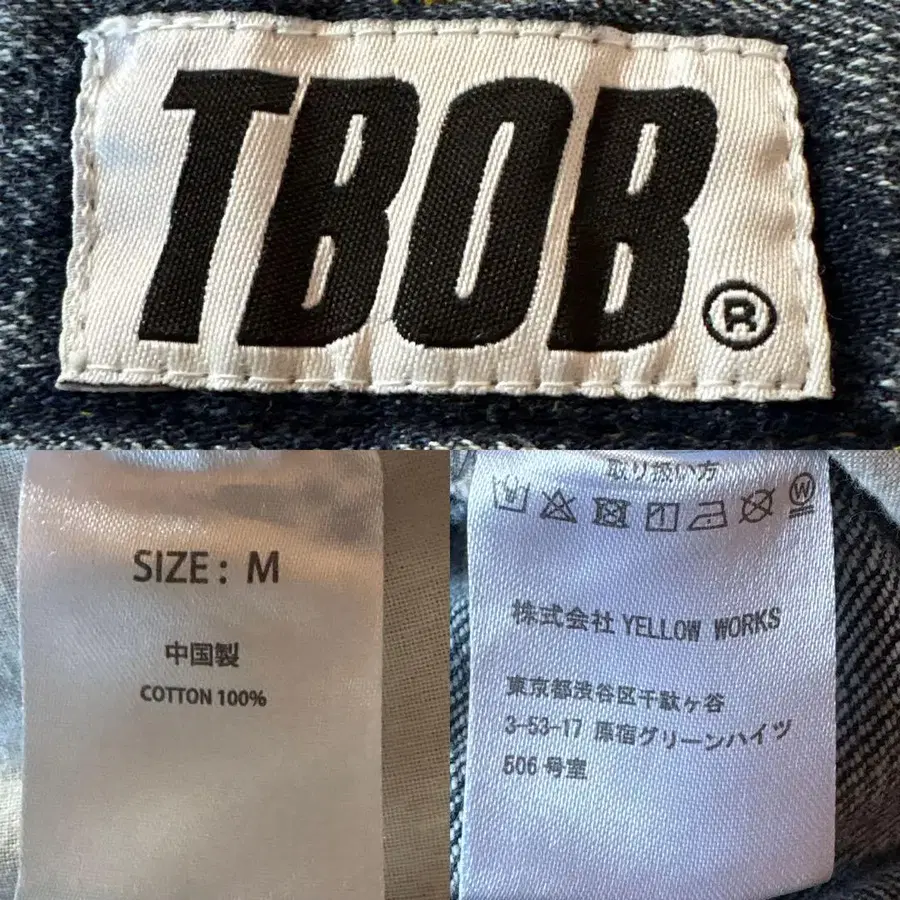 TBOB
®
SIZE : M
中国製
COTTON 100%
取り扱い方
W
株式会社 YELLOW WORKS
東京都渋谷区千駄ヶ谷
3-53-17 原宿グリーンハイツ
506 号室